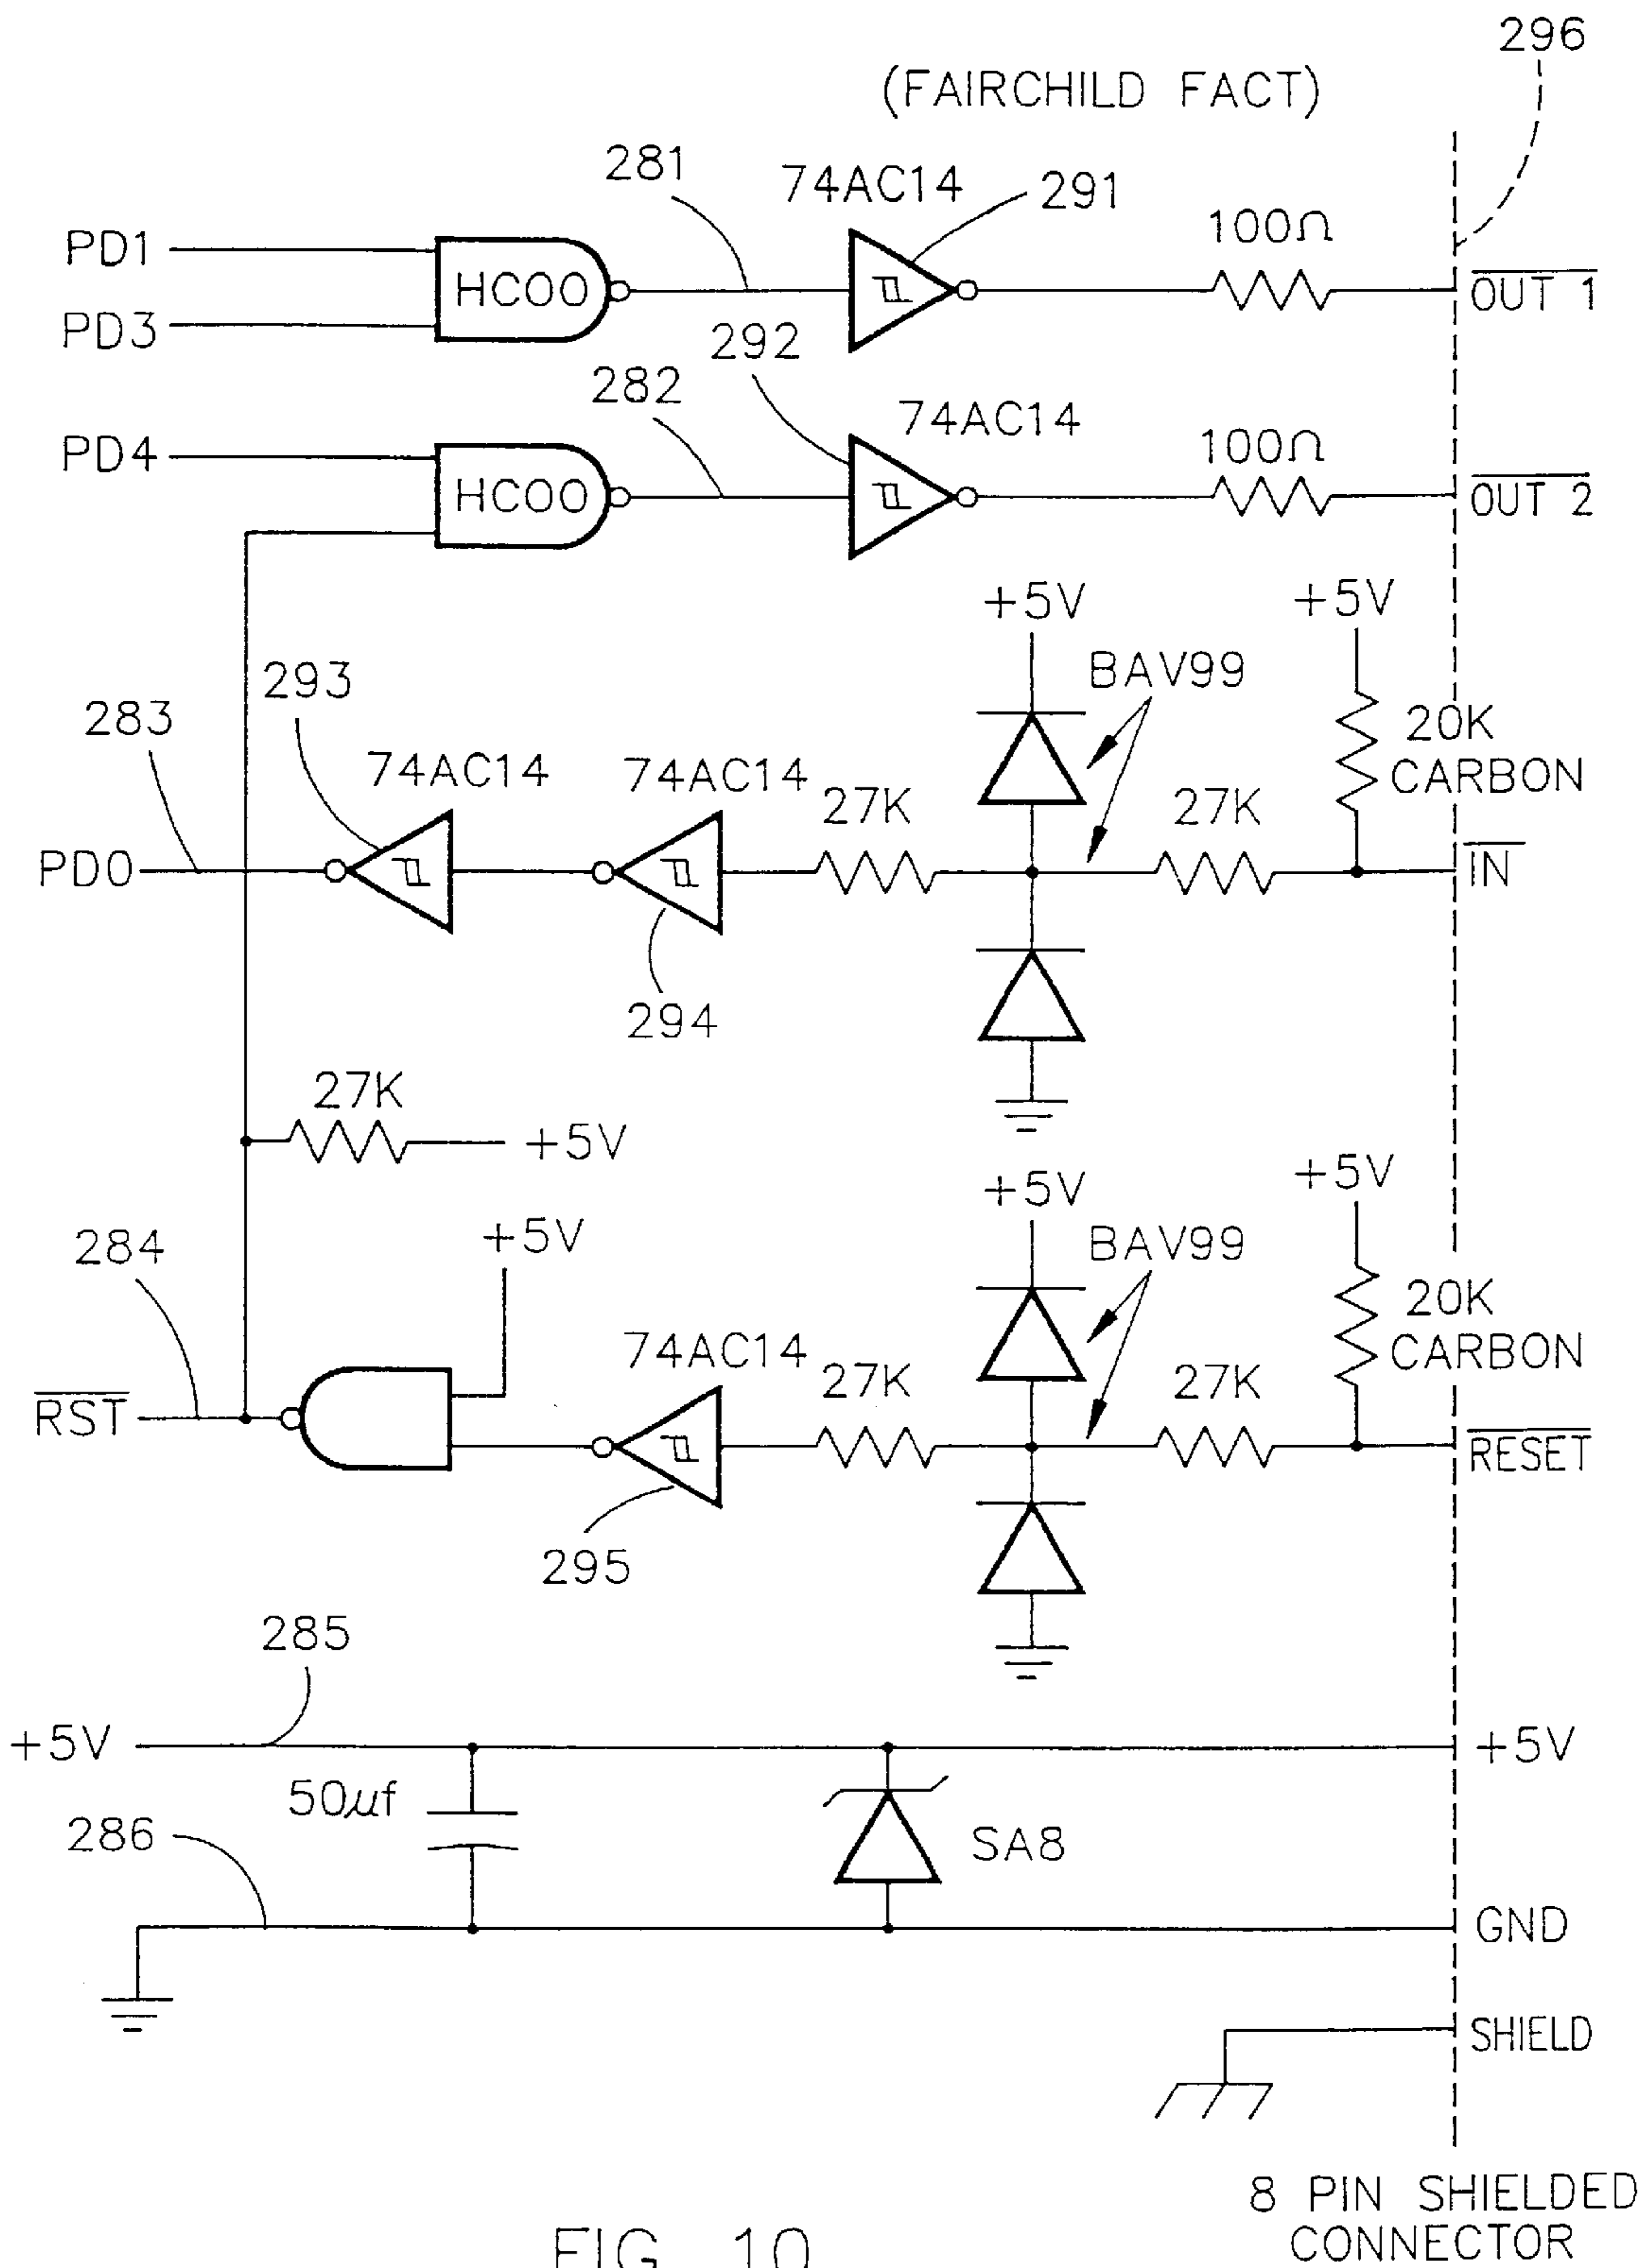 296
(FAIRCHILD FACT)
281
74AC14
291
100Ω
PD1
HC00
OUT 1
PD3
292
282
74AC14
100Ω
PD4
HC00
OUT 2
+5V
+5V
BAV99
293
283
20K
CARBON
74AC14
74AC14
27K
27K
PD0
IN
294
27K
+5V
+5V
+5V
+5V
BAV99
284
20K
CARBON
74AC14
27K
27K
RST
RESET
295
285
+5V
+5V
50µf
286
SA8
GND
SHIELD
8 PIN SHIELDED
CONNECTOR
FIG. 10